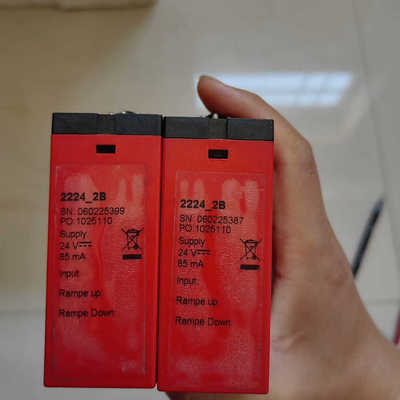 2224_2B
SN: 060225399
PO:1025110
Supply
24 V
85 mA
Input:
Rampe up:
Rampe Down:
2224_2B
SN: 060225387
PO:1025110
Supply
24 V
85 mA
Input:
Rampe up:
Rampe Down: